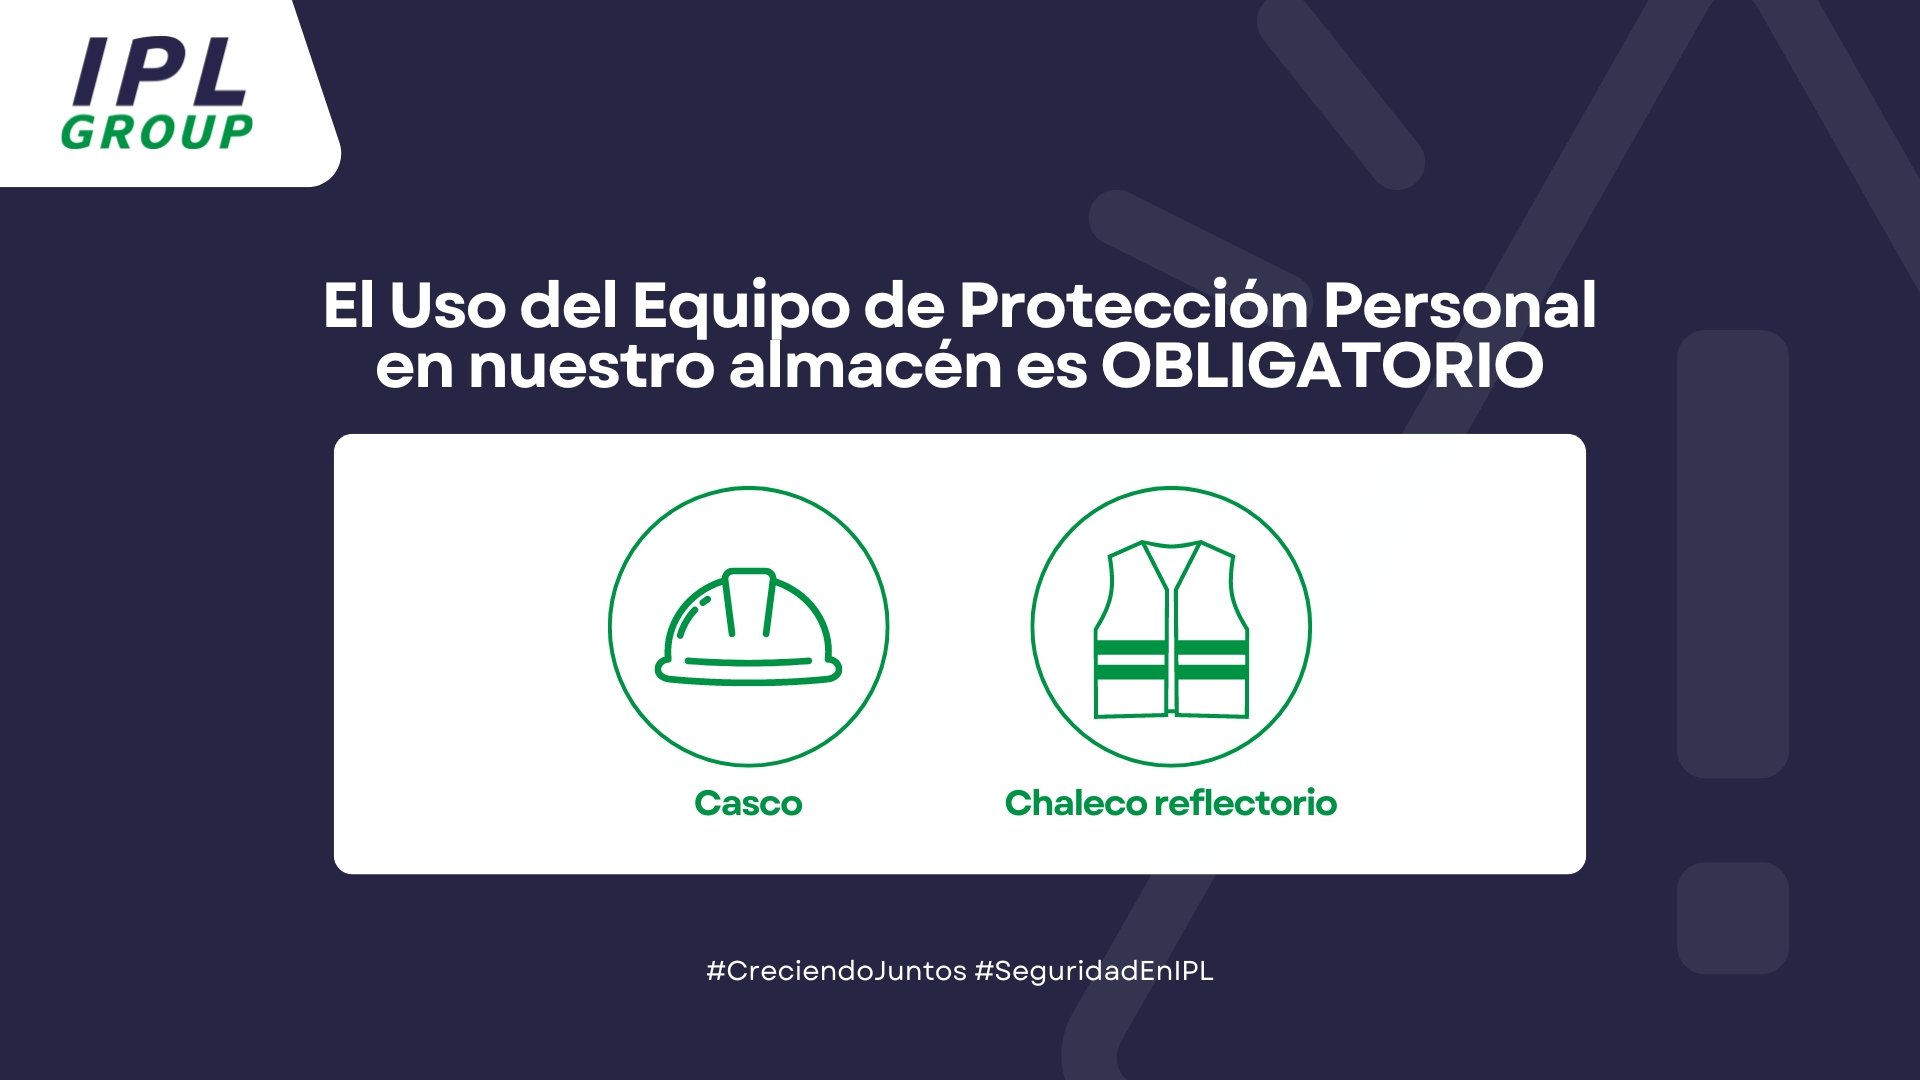 IPL
GROUP
El Uso del Equipo de Protección Personal
en nuestro almacén es OBLIGATORIO
Casco
Chaleco reflectorio
#CreciendoJuntos #SeguridadEnIPL